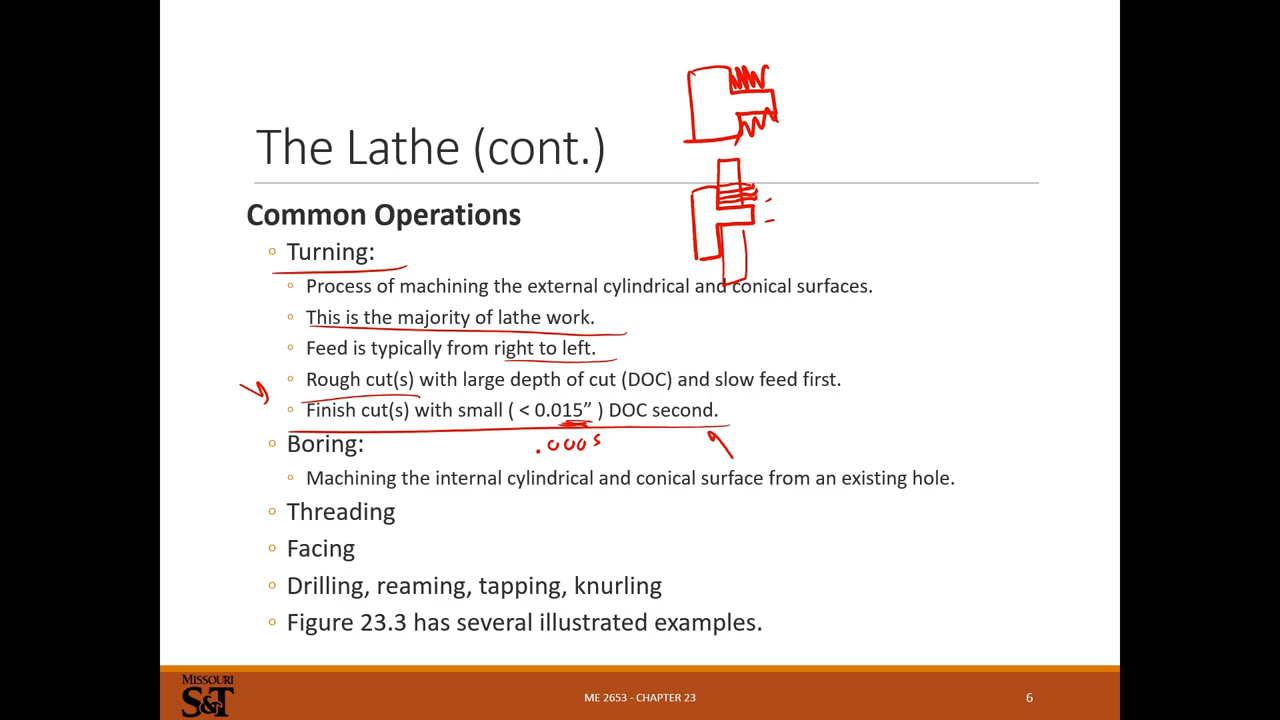 The Lathe (cont.)
Common Operations
Turning:
Process of machining the external cylindrical and conical surfaces.
This is the majority of lathe work.
Feed is typically from right to left.
Rough cut(s) with large depth of cut (DOC) and slow feed first.
Finish cut(s) with small ( < 0.015” ) DOC second.
.000s
Boring:
Machining the internal cylindrical and conical surface from an existing hole.
Threading
Facing
Drilling, reaming, tapping, knurling
Figure 23.3 has several illustrated examples.
MISSOURI
S&T
ME 2653 - CHAPTER 23
6